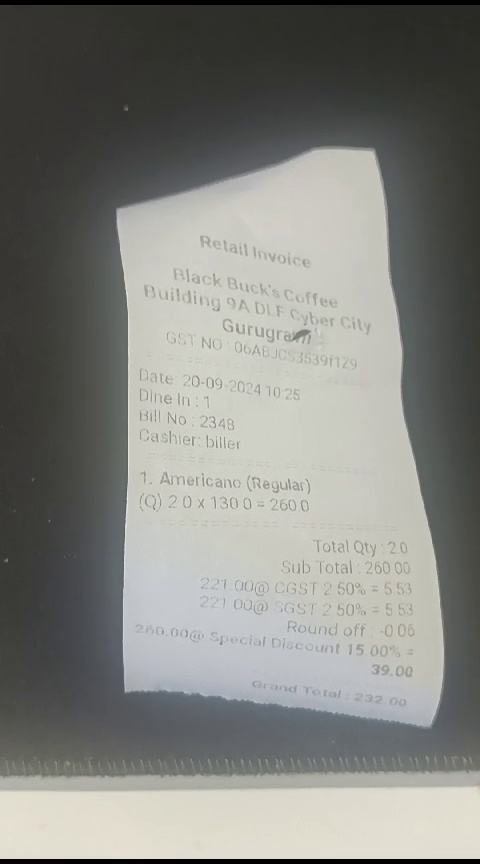 Retail Invoice
Black Buck's Coffee
Building 9A DLF Cyber City
Gurugram
GST NO : 06ABJCS3539f1Z9
Date: 20-09-2024 10:25
Dine In : 1
Bill No : 2348
Cashier: biller
1. Americano (Regular)
(Q) 2.0 x 130.0 = 260.0
Total Qty : 2.0
Sub Total : 260.00
221.00@ CGST 2.50% = 5.53
221.00@ SGST 2.50% = 5.53
Round off : -0.06
260.00@ Special Discount 15.00% =
39.00
Grand Total : 232.00